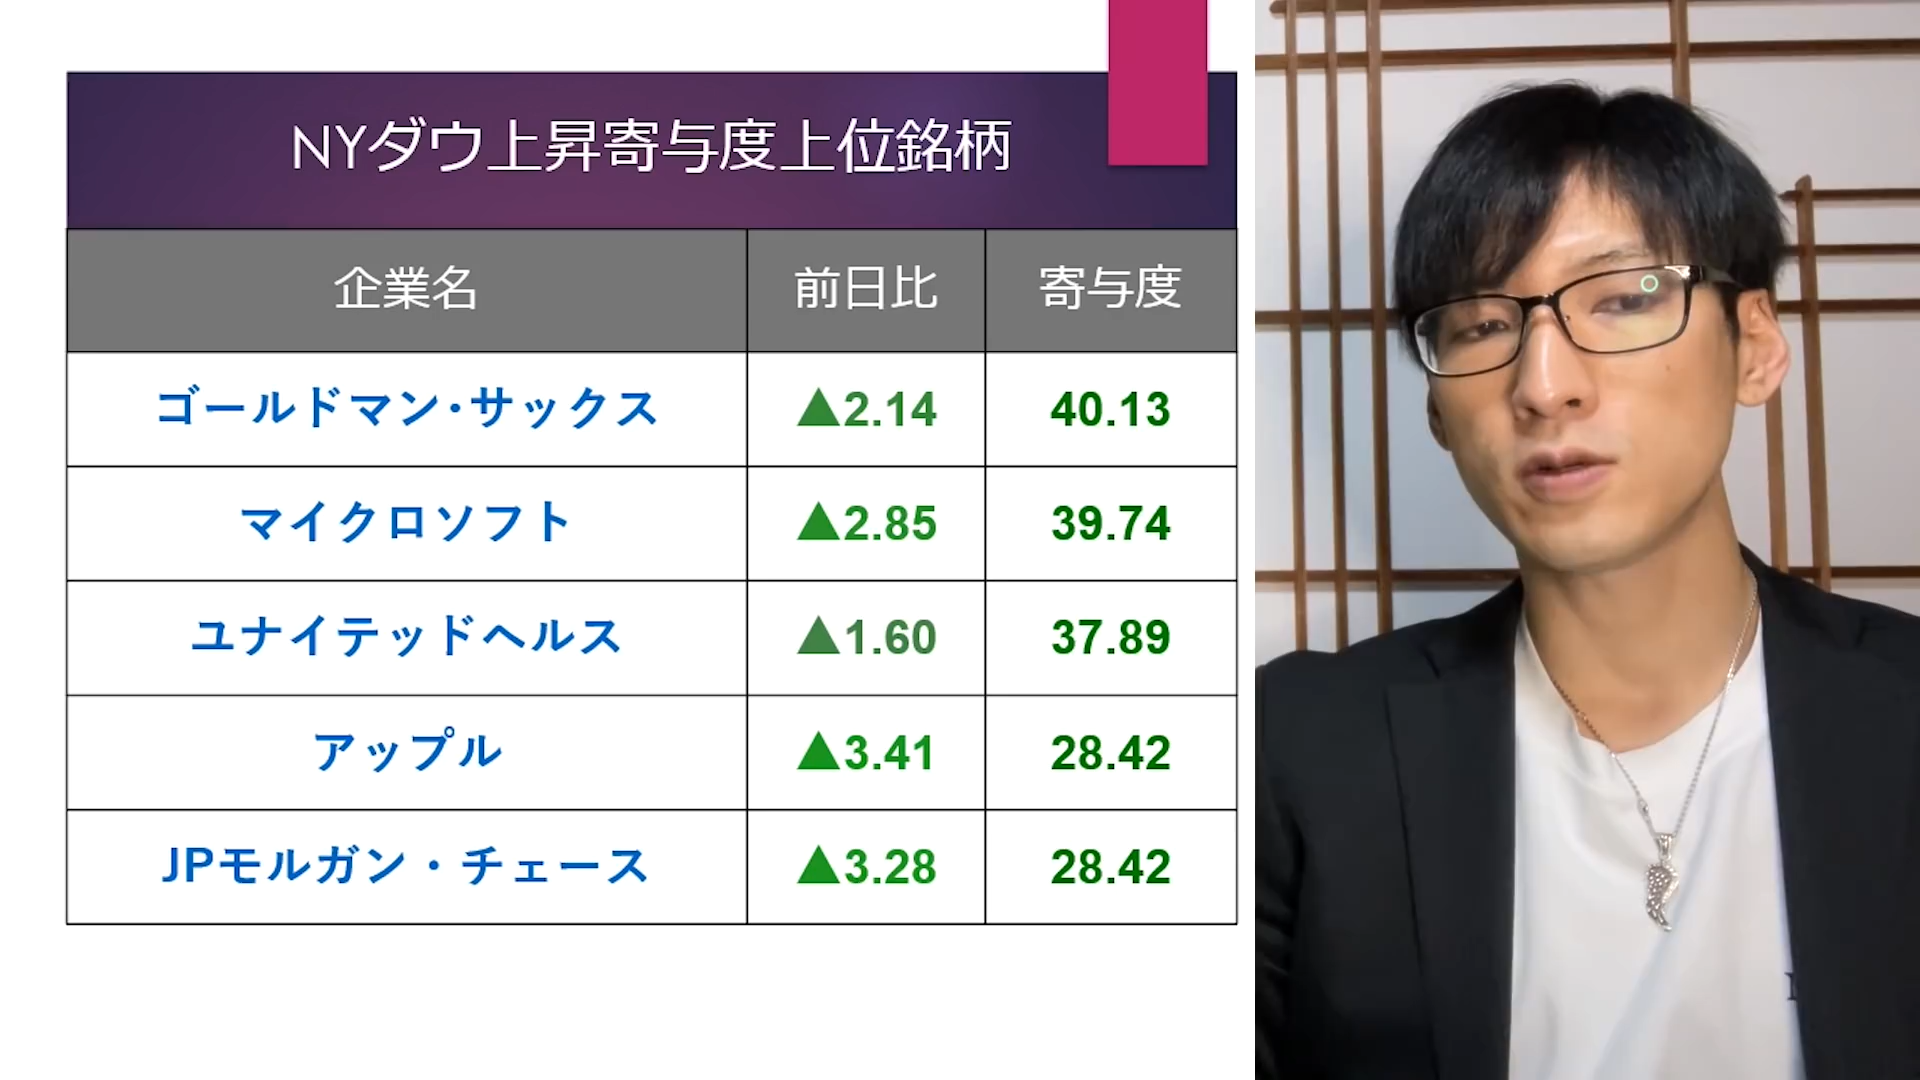 NYダウ上昇寄与度上位銘柄
企業名 前日比 寄与度
ゴールドマン・サックス ▲2.14 40.13
マイクロソフト ▲2.85 39.74
ユナイテッドヘルス ▲1.60 37.89
アップル ▲3.41 28.42
JPモルガン・チェース ▲3.28 28.42